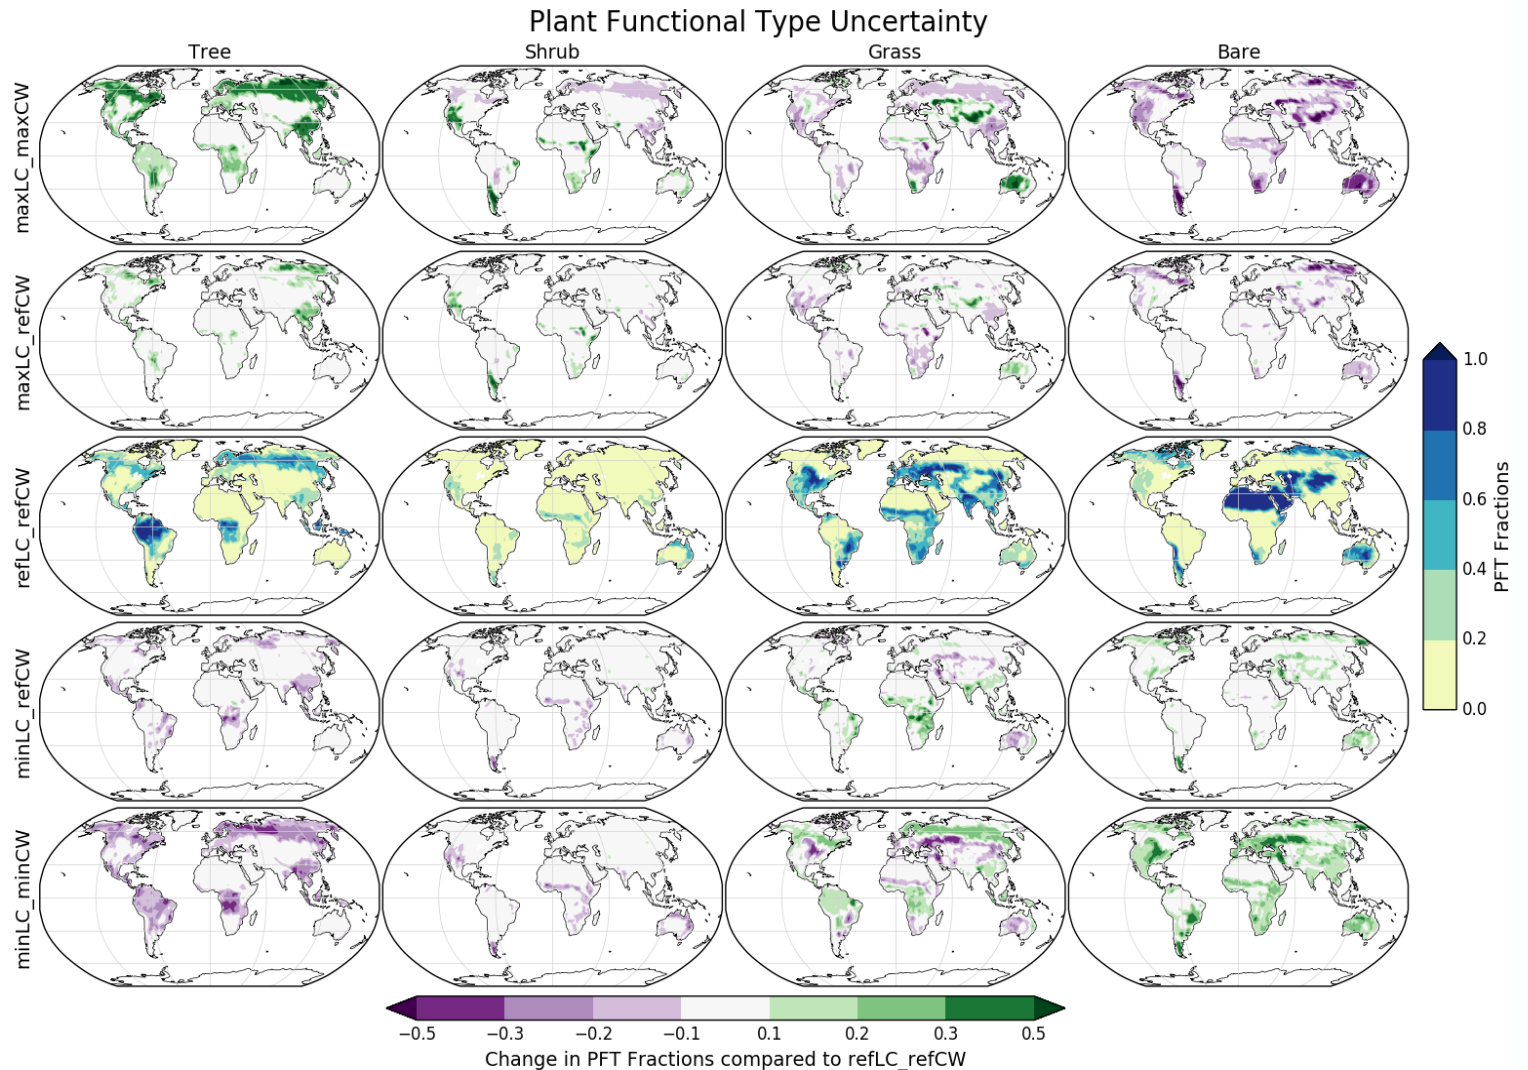 Plant Functional Type Uncertainty
Tree Shrub Grass Bare
maxLC_maxCW
maxLC_refCW
refLC_refCW
minLC_refCW
minLC_minCW
1.0
0.8
0.6
0.4
0.2
0.0
PFT Fractions
−0.5 −0.3 −0.2 −0.1 0.1 0.2 0.3 0.5
Change in PFT Fractions compared to refLC_refCW